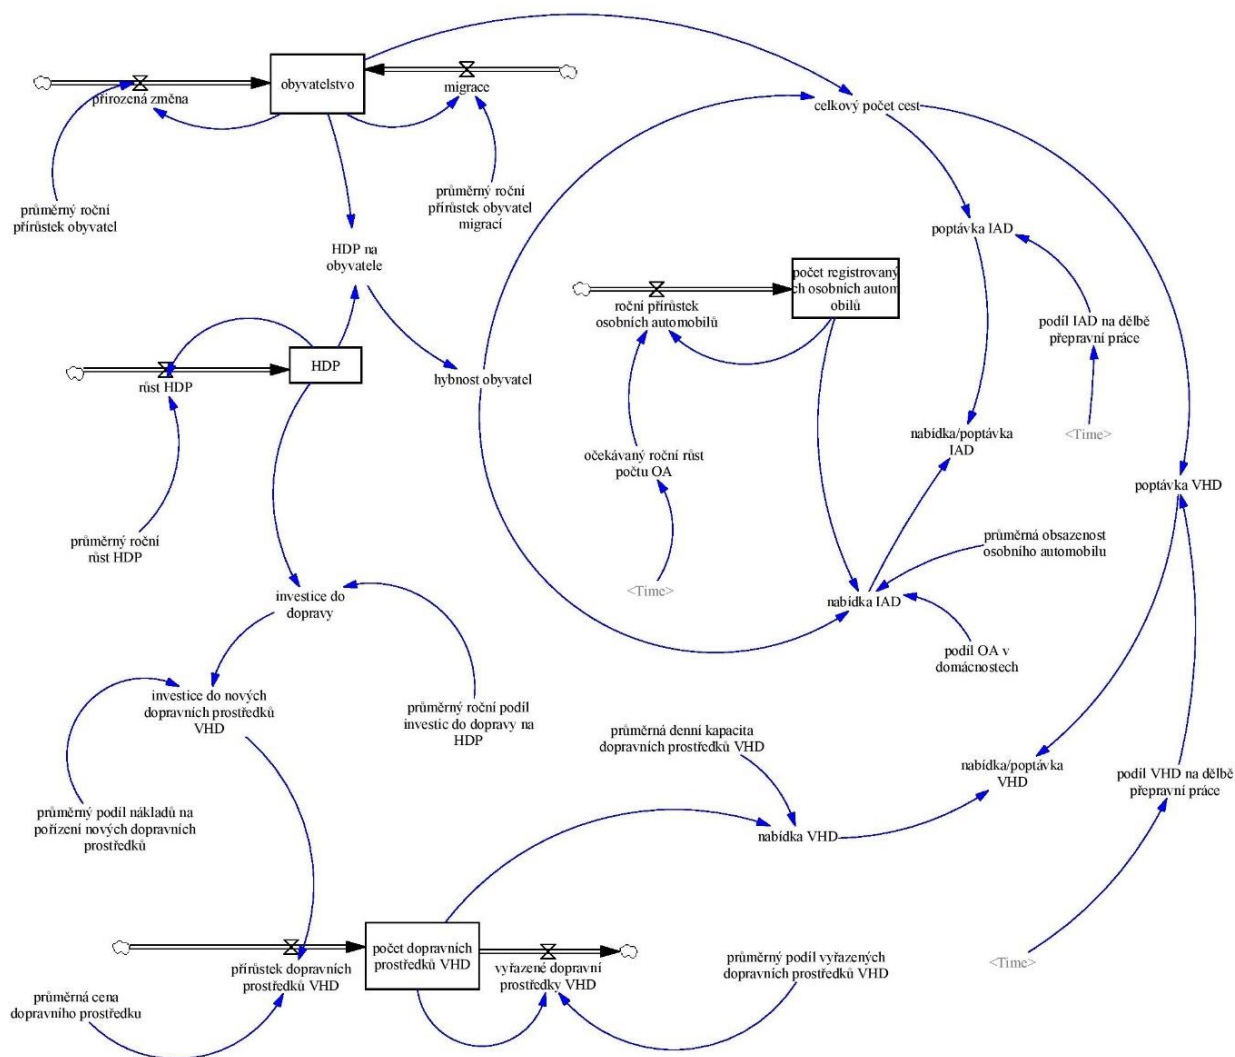 obyvatelstvo
přirozená změna
migrace
celkový počet cest
průměrný roční
přírůstek obyvatel
průměrný roční
přírůstek obyvatel
migrací
poptávka IAD
HDP na
obyvatele
počet registrovaný
ch osobních autom
obilů
roční přírůstek
osobních automobilů
podíl IAD na dělbě
přepravní práce
HDP
růst HDP
hybnost obyvatel
nabídka/poptávka
IAD
<Time>
očekávaný roční růst
počtu OA
poptávka VHD
průměrný roční
růst HDP
průměrná obsazenost
osobního automobilu
<Time>
investice do
dopravy
nabídka IAD
podíl OA v
domácnostech
investice do nových
dopravních prostředků
VHD
průměrný roční podíl
investic do dopravy na
HDP
průměrná denní kapacita
dopravních prostředků VHD
nabídka/poptávka
VHD
podíl VHD na dělbě
přepravní práce
průměrný podíl nákladů na
pořízení nových dopravních
prostředků
nabídka VHD
počet dopravních
prostředků VHD
přírůstek dopravních
prostředků VHD
vyřazené dopravní
prostředky VHD
průměrný podíl vyřazených
dopravních prostředků VHD
<Time>
průměrná cena
dopravního prostředku